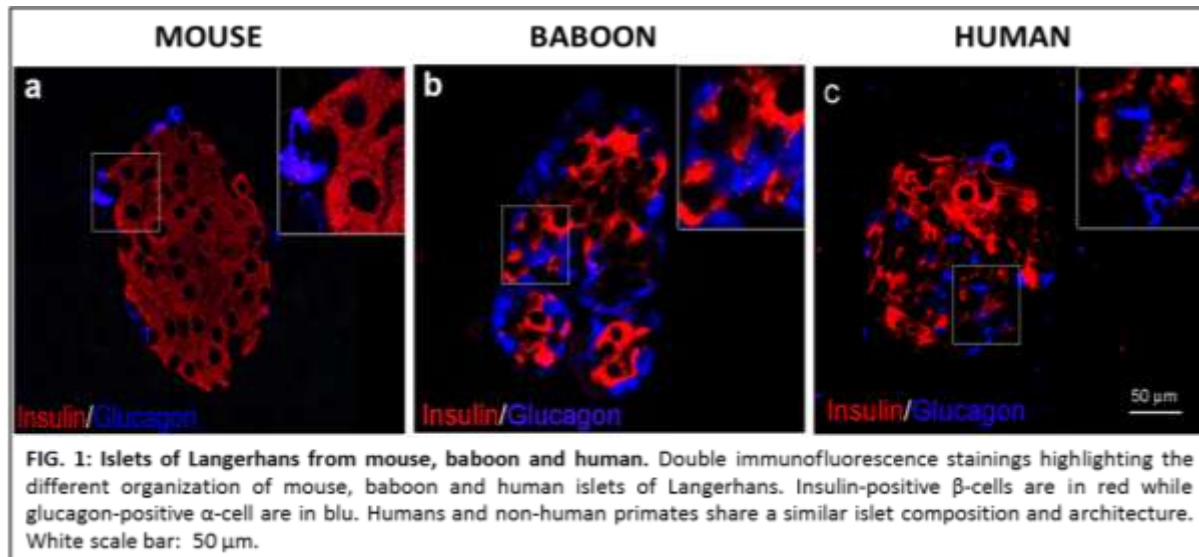 MOUSE
BABOON
HUMAN
a
b
c
Insulin/Glucagon
Insulin/Glucagon
Insulin/Glucagon
50 μm
FIG. 1: Islets of Langerhans from mouse, baboon and human. Double immunofluorescence stainings highlighting the
different organization of mouse, baboon and human islets of Langerhans. Insulin-positive β-cells are in red while
glucagon-positive α-cell are in blu. Humans and non-human primates share a similar islet composition and architecture.
White scale bar: 50 μm.